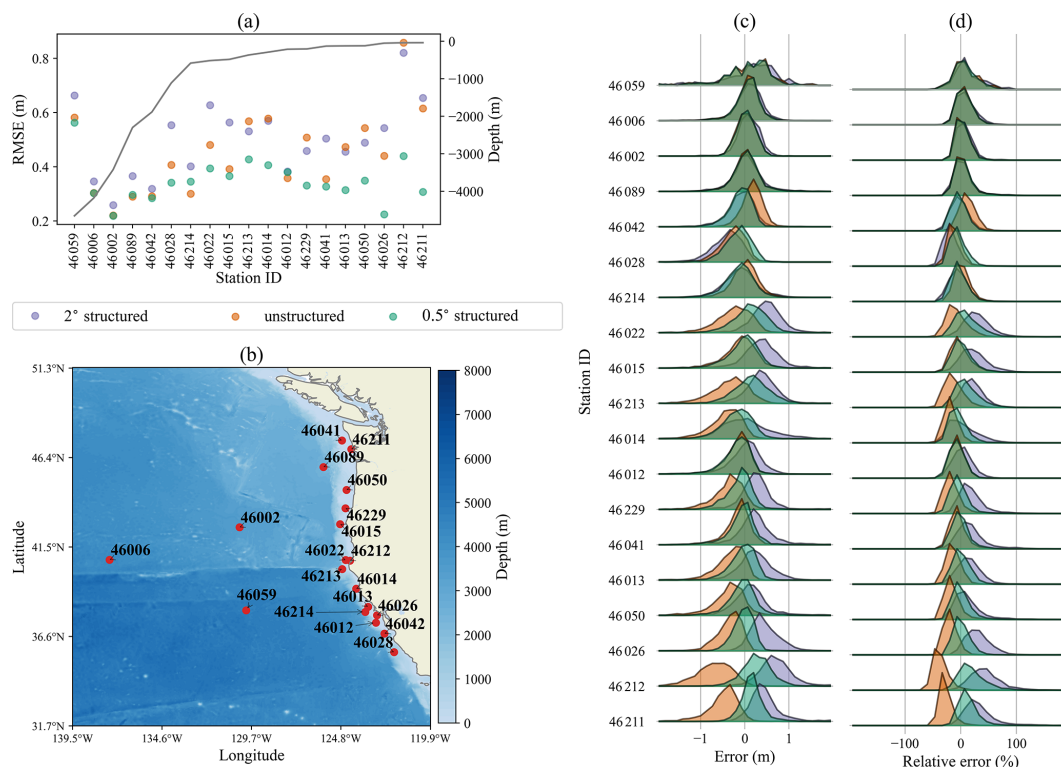 (a)
RMSE (m)
0.8
0.6
0.4
0.2
0
−1000
−2000
−3000
−4000
Depth (m)
46059 46006 46002 46089 46042 46028 46214 46022 46015 46213 46014 46012 46229 46041 46013 46050 46026 46212 46211
Station ID
2° structured unstructured 0.5° structured
(b)
51.3°N
46.4°N
41.5°N
36.6°N
31.7°N
Latitude
46041
46211
46089
46050
46002
46229
46015
46006
46022 46212
46213
46014
46059
46013
46026
46214
46012
46042
46028
139.5°W 134.6°W 129.7°W 124.8°W 119.9°W
Longitude
8000
7000
6000
5000
4000
3000
2000
1000
0
Depth (m)
(c)
Station ID
46059
46006
46002
46089
46042
46028
46214
46022
46015
46213
46014
46012
46229
46041
46013
46050
46026
46212
46211
−1 0 1
Error (m)
(d)
−100 0 100
Relative error (%)